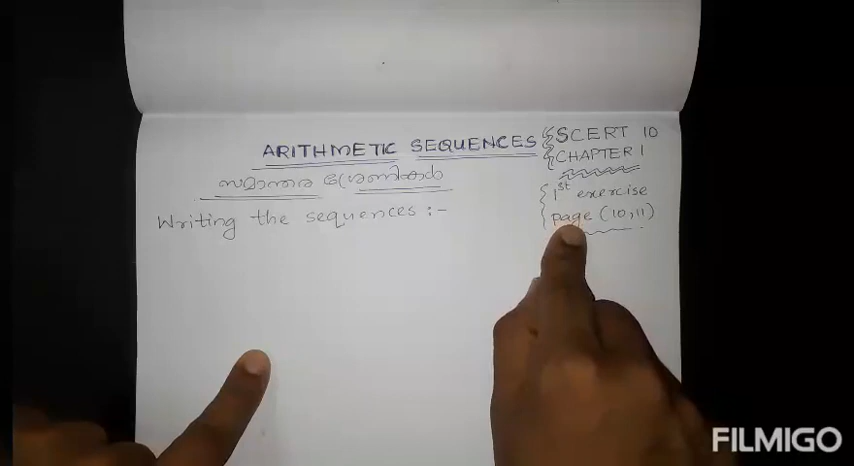 ARITHMETIC SEQUENCES
സമാന്തര ശ്രേണികൾ
SCERT 10
CHAPTER 1
1st exercise
page (10,11)
Writing the sequences :-
FILMIGO